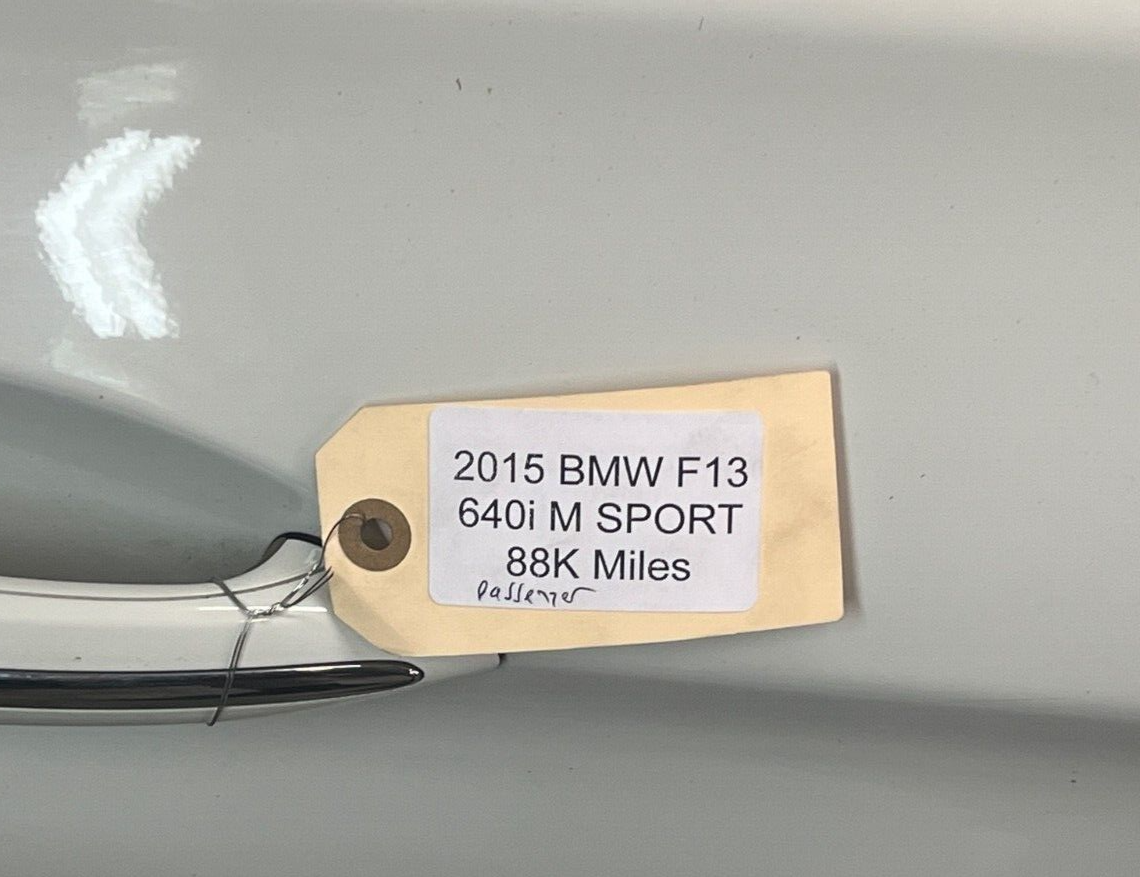 2015 BMW F13
640i M SPORT
88K Miles
Passenger